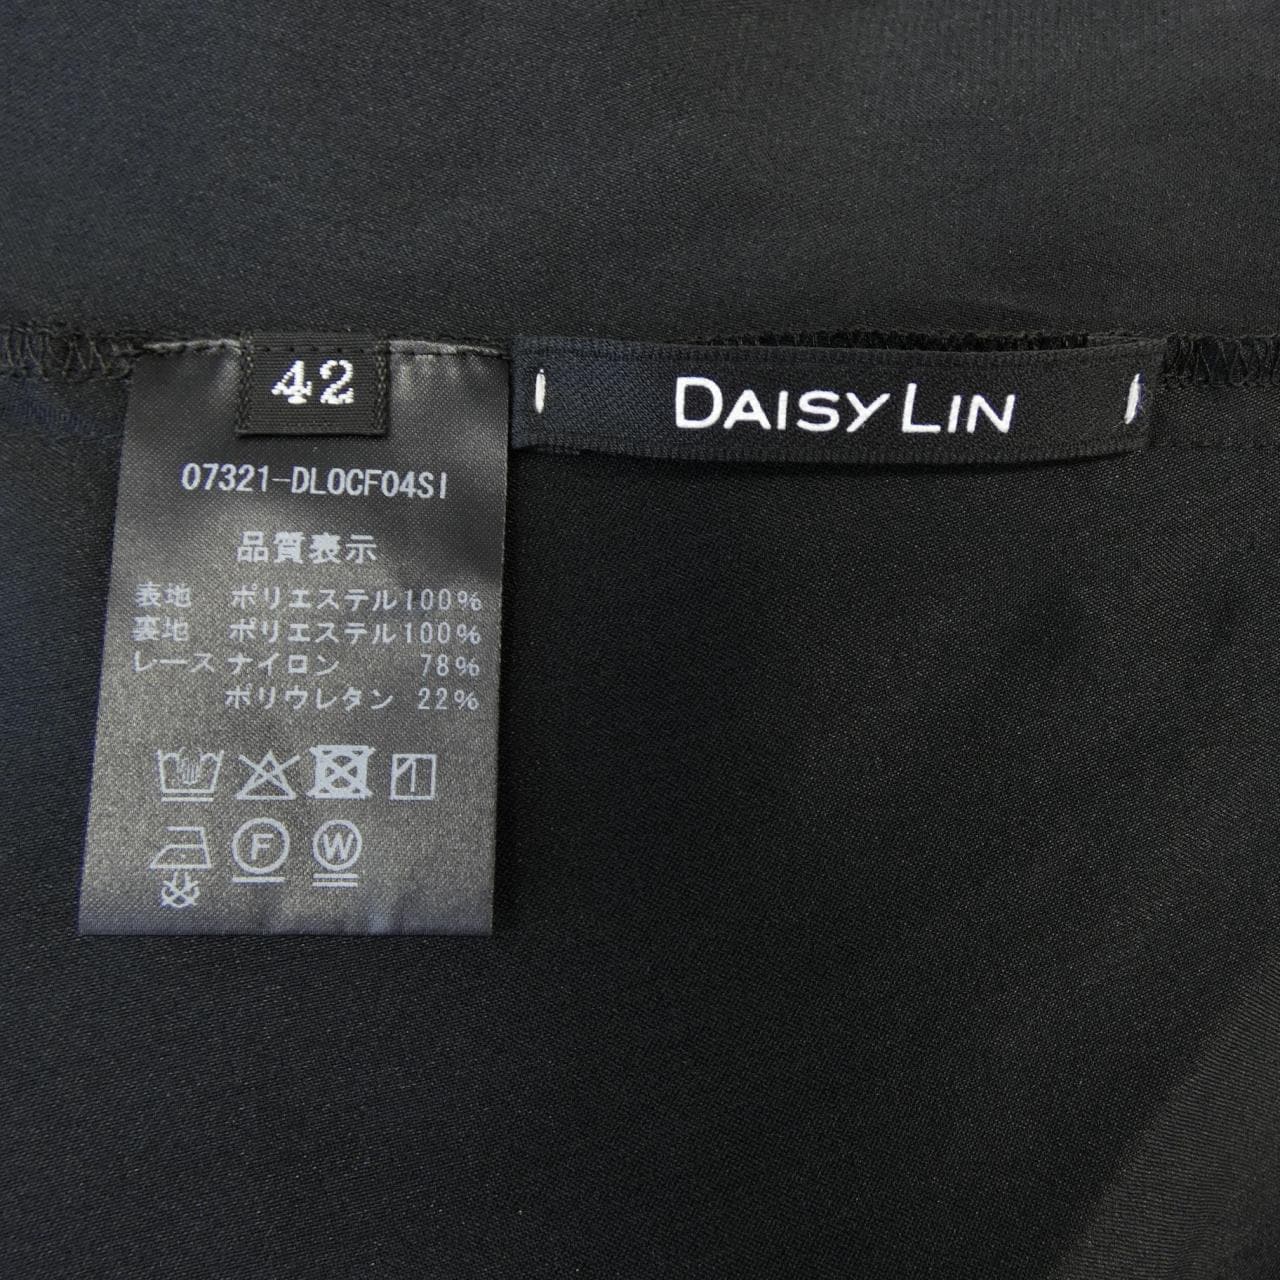 42
DAISY LIN
07321-DLOCF04SI
品質表示
表地 ポリエステル100%
裏地 ポリエステル100%
レース ナイロン 78%
ポリウレタン 22%
F W